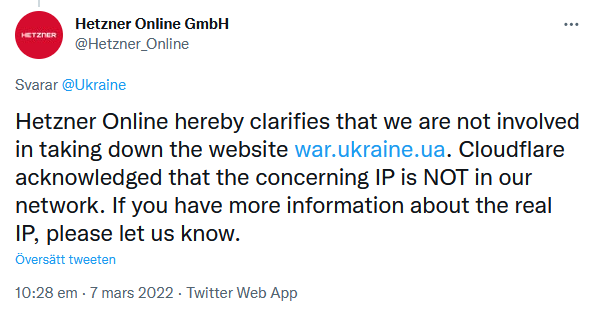 HETZNER
Hetzner Online GmbH
@Hetzner_Online
Svarar @Ukraine
Hetzner Online hereby clarifies that we are not involved
in taking down the website war.ukraine.ua. Cloudflare
acknowledged that the concerning IP is NOT in our
network. If you have more information about the real
IP, please let us know.
Översätt tweeten
10:28 em · 7 mars 2022 · Twitter Web App